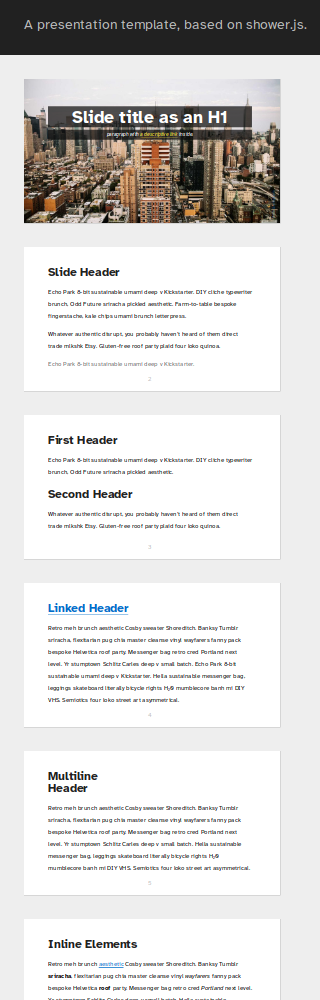 A presentation template, based on shower.js.
Slide title as an H1
paragraph with a descriptive line inside
Slide Header
Echo Park 8-bit sustainable umami deep v Kickstarter. DIY cliche typewriter
brunch. Odd Future sriracha pickled aesthetic. Farm-to-table bespoke
fingerstache, kale chips umami brunch letterpress.
Whatever authentic disrupt, you probably haven't heard of them direct
trade mlkshk Etsy. Gluten-free roof party plaid four loko quinoa.
Echo Park 8-bit sustainable umami deep v Kickstarter.
2
First Header
Echo Park 8-bit sustainable umami deep v Kickstarter. DIY cliche typewriter
brunch. Odd Future sriracha pickled aesthetic.
Second Header
Whatever authentic disrupt, you probably haven't heard of them direct
trade mlkshk Etsy. Gluten-free roof party plaid four loko quinoa.
3
Linked Header
Retro meh brunch aesthetic Cosby sweater Shoreditch. Banksy Tumblr
sriracha, flexitarian pug chia master cleanse vinyl wayfarers fanny pack
bespoke Helvetica roof party. Messenger bag retro cred Portland next
level. Yr stumptown Schlitz Carles deep v small batch. Echo Park 8-bit
sustainable umami deep v Kickstarter. Hella sustainable messenger bag,
leggings skateboard literally bicycle rights H₂0 mumblecore banh mi DIY
VHS. Semiotics four loko street art asymmetrical.
4
Multiline
Header
Retro meh brunch aesthetic Cosby sweater Shoreditch. Banksy Tumblr
sriracha, flexitarian pug chia master cleanse vinyl wayfarers fanny pack
bespoke Helvetica roof party. Messenger bag retro cred Portland next
level. Yr stumptown Schlitz Carles deep v small batch. Hella sustainable
messenger bag, leggings skateboard literally bicycle rights H₂0
mumblecore banh mi DIY VHS. Semiotics four loko street art asymmetrical.
5
Inline Elements
Retro meh brunch aesthetic Cosby sweater Shoreditch. Banksy Tumblr
sriracha, flexitarian pug chia master cleanse vinyl wayfarers fanny pack
bespoke Helvetica roof party. Messenger bag retro cred Portland next